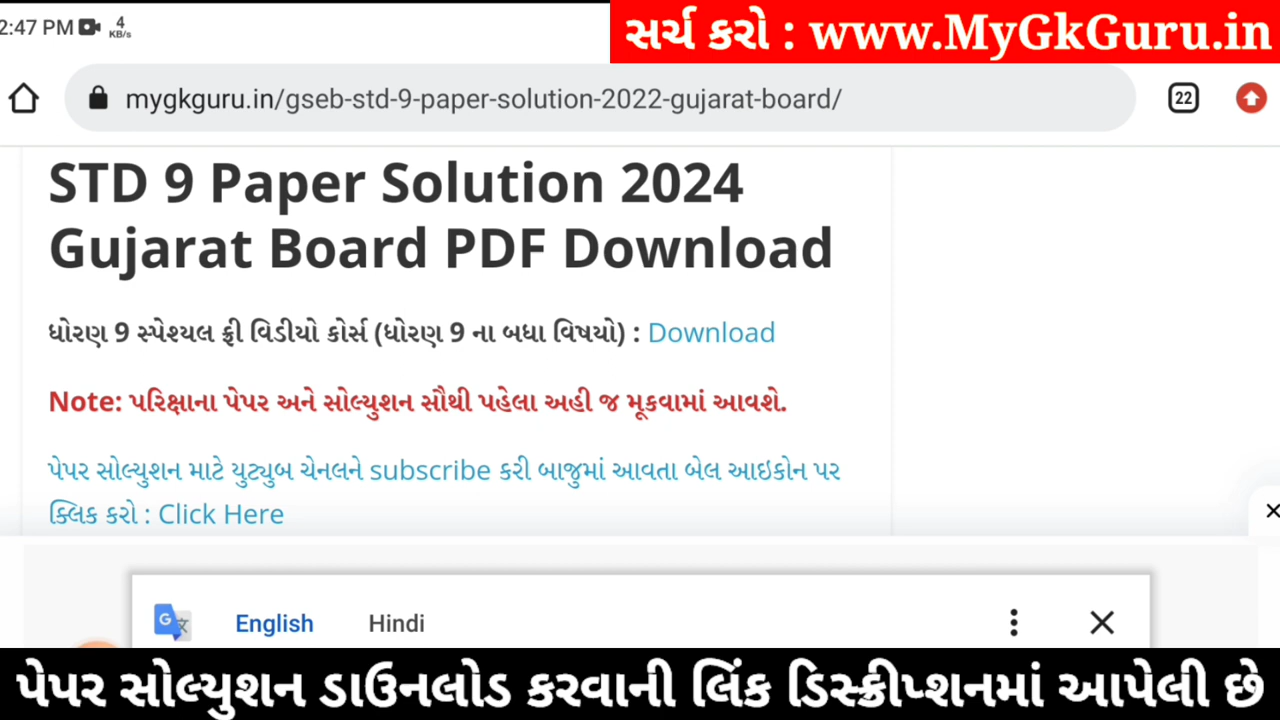 2:47 PM 4 KB/s
સર્ચ કરો : www.MyGkGuru.in
mygkguru.in/gseb-std-9-paper-solution-2022-gujarat-board/
22
STD 9 Paper Solution 2024
Gujarat Board PDF Download
ધોરણ 9 સ્પેશ્યલ ફ્રી વિડીયો કોર્સ (ધોરણ 9 ના બધા વિષયો) : Download
Note: પરિક્ષાના પેપર અને સોલ્યુશન સૌથી પહેલા અહી જ મૂકવામાં આવશે.
પેપર સોલ્યુશન માટે યુટ્યુબ ચેનલને subscribe કરી બાજુમાં આવતા બેલ આઇકોન પર
ક્લિક કરો : Click Here
English Hindi
પેપર સોલ્યુશન ડાઉનલોડ કરવાની લિંક ડિસ્ક્રીપ્શનમાં આપેલી છે